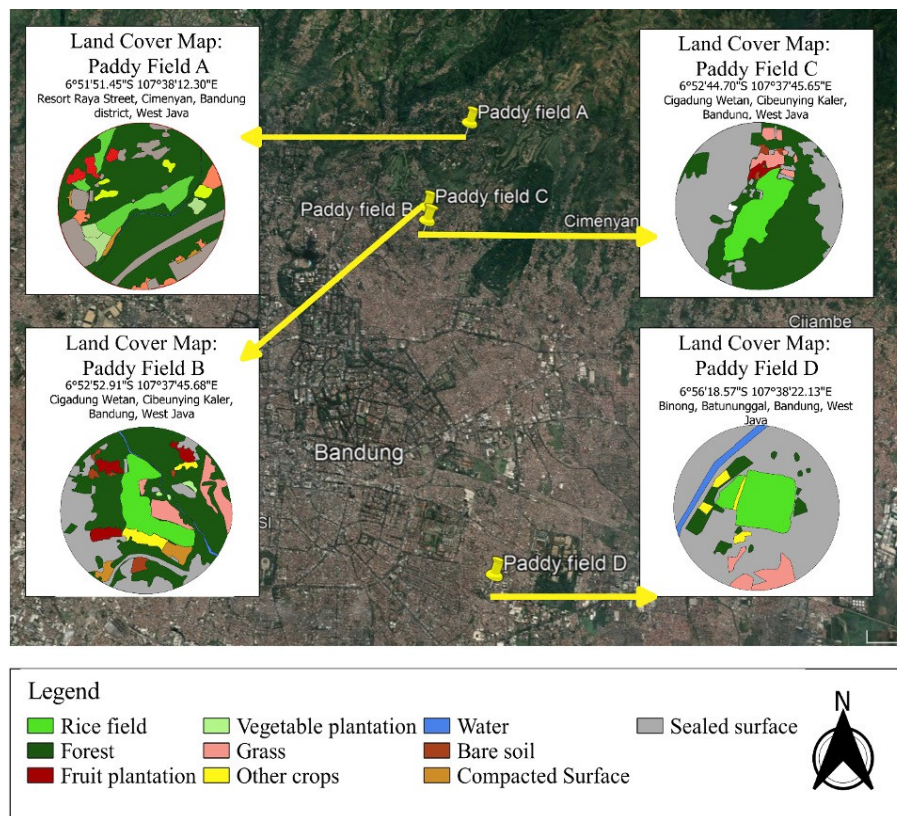 Land Cover Map:
Paddy Field A
6°51'51.45"S 107°38'12.30"E
Resort Raya Street, Cimenyan, Bandung
district, West Java
Land Cover Map:
Paddy Field C
6°52'44.70"S 107°37'45.65"E
Cigadung Wetan, Cibeunying Kaler,
Bandung, West Java
Paddy field A
Paddy field C
Paddy field B
Cimenyan
Cijambe
Land Cover Map:
Paddy Field B
6°52'52.91"S 107°37'45.68"E
Cigadung Wetan, Cibeunying Kaler,
Bandung, West Java
Land Cover Map:
Paddy Field D
6°56'18.57"S 107°38'22.13"E
Binong, Batununggal, Bandung, West
Java
Bandung
SI
Paddy field D
Legend
Rice field
Forest
Fruit plantation
Vegetable plantation
Grass
Other crops
Water
Bare soil
Compacted Surface
Sealed surface
N